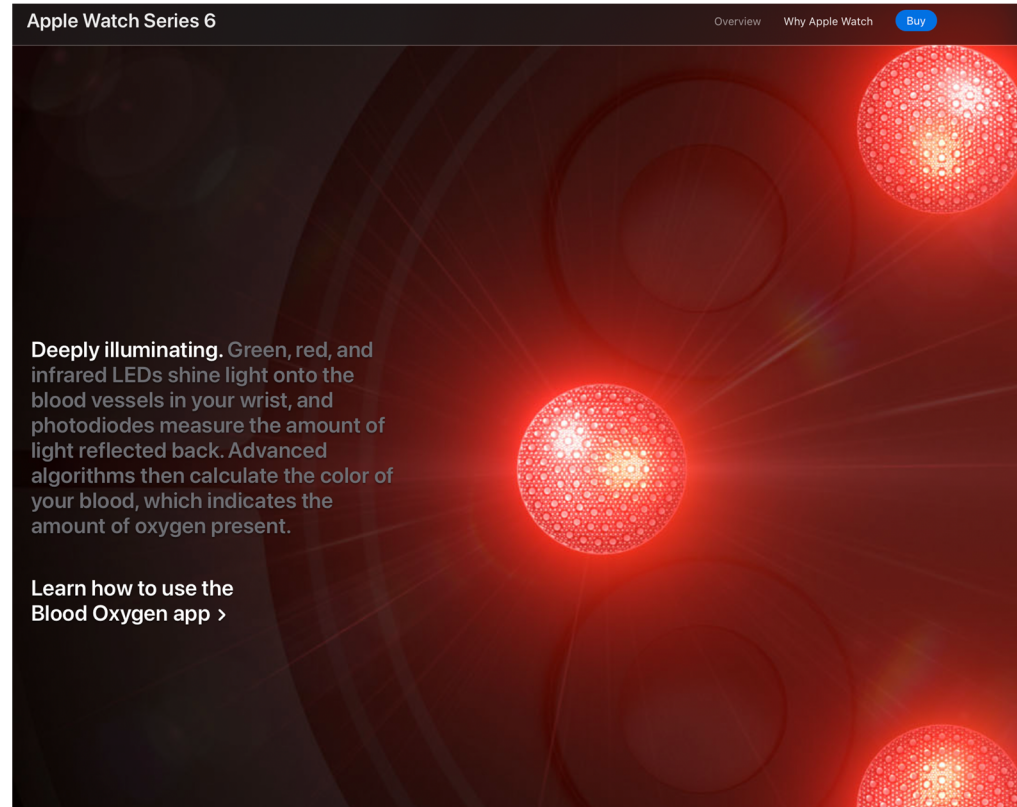 Apple Watch Series 6
Overview
Why Apple Watch
Buy
Deeply illuminating. Green, red, and
infrared LEDs shine light onto the
blood vessels in your wrist, and
photodiodes measure the amount of
light reflected back. Advanced
algorithms then calculate the color of
your blood, which indicates the
amount of oxygen present.
Learn how to use the
Blood Oxygen app >